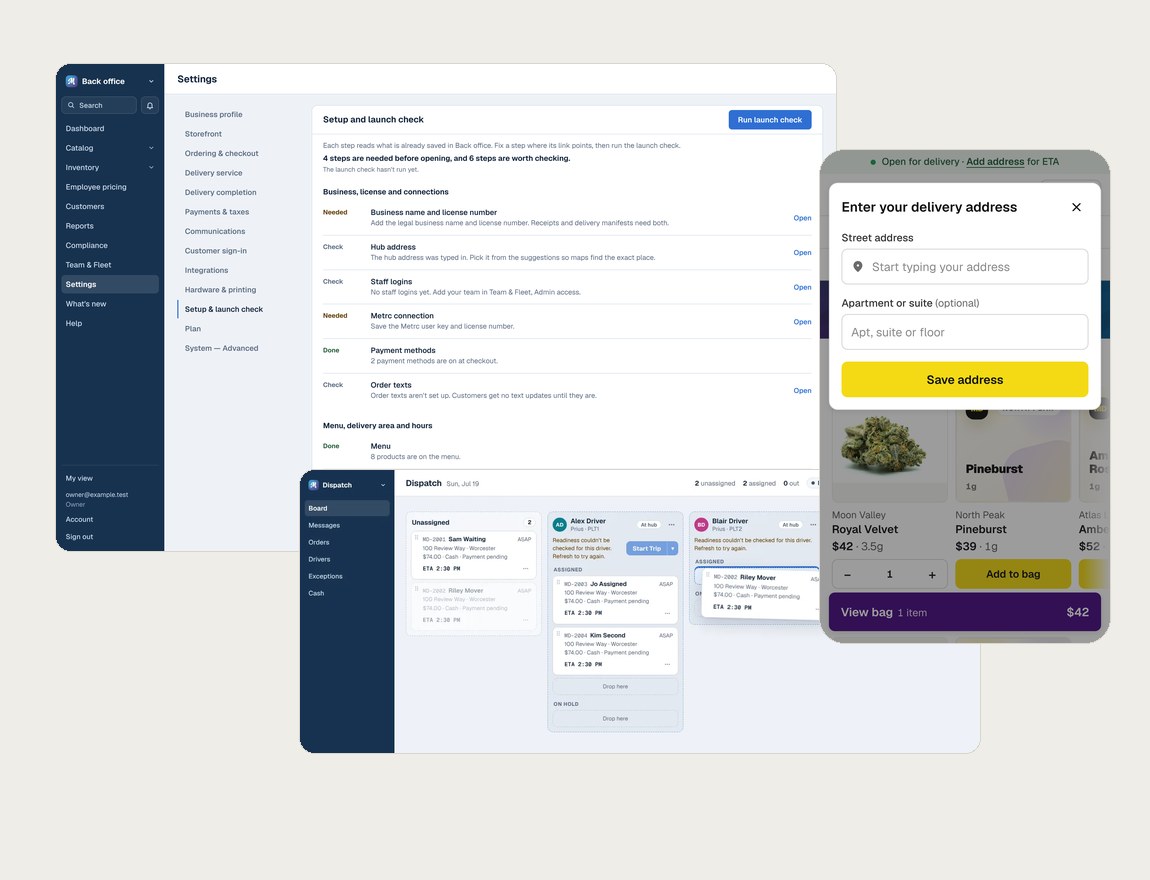 Back office
Search
Dashboard
Catalog
Inventory
Employee pricing
Customers
Reports
Compliance
Team & Fleet
Settings
What's new
Help
My view
owner@example.test
Owner
Account
Sign out
Settings
Business profile
Storefront
Ordering & checkout
Delivery service
Delivery completion
Payments & taxes
Communications
Customer sign-in
Integrations
Hardware & printing
Setup & launch check
Plan
System — Advanced
Setup and launch check
Run launch check
Each step reads what is already saved in Back office. Fix a step where its link points, then run the launch check.
4 steps are needed before opening, and 6 steps are worth checking.
The launch check hasn't run yet.
Business, license and connections
Needed
Business name and license number
Add the legal business name and license number. Receipts and delivery manifests need both.
Open
Check
Hub address
The hub address was typed in. Pick it from the suggestions so maps find the exact place.
Open
Check
Staff logins
No staff logins yet. Add your team in Team & Fleet, Admin access.
Open
Needed
Metrc connection
Save the Metrc user key and license number.
Open
Done
Payment methods
2 payment methods are on at checkout.
Check
Order texts
Order texts aren't set up. Customers get no text updates until they are.
Open
Menu, delivery area and hours
Done
Menu
8 products are on the menu.
Dispatch
Board
Messages
Orders
Drivers
Exceptions
Cash
Dispatch Sun, Jul 19
2 unassigned 2 assigned 0 out
Unassigned 2
MO-2001 Sam Waiting ASAP
100 Review Way · Worcester
$74.00 · Cash · Payment pending
ETA 2:30 PM
MO-2002 Riley Mover ASAP
100 Review Way · Worcester
$74.00 · Cash · Payment pending
ETA 2:30 PM
AD Alex Driver At hub
Prius · PLT1
Readiness couldn't be
checked for this driver.
Refresh to try again.
Start Trip
ASSIGNED
MO-2003 Jo Assigned ASAP
100 Review Way · Worcester
$74.00 · Cash · Payment pending
ETA 2:30 PM
MO-2004 Kim Second ASAP
100 Review Way · Worcester
$74.00 · Cash · Payment pending
ETA 2:30 PM
Drop here
ON HOLD
Drop here
BD Blair Driver At hub
Prius · PLT2
Readiness couldn't be checked for this driver.
Refresh to try again.
ASSIGNED
MO-2002 Riley Mover
100 Review Way · Worcester
$74.00 · Cash · Payment pending
ETA 2:30 PM
Open for delivery · Add address for ETA
Enter your delivery address
Street address
Start typing your address
Apartment or suite (optional)
Apt, suite or floor
Save address
Moon Valley
Royal Velvet
$42 · 3.5g
1
Pineburst
1g
North Peak
Pineburst
$39 · 1g
Add to bag
Atlas
$52
View bag 1 item
$42